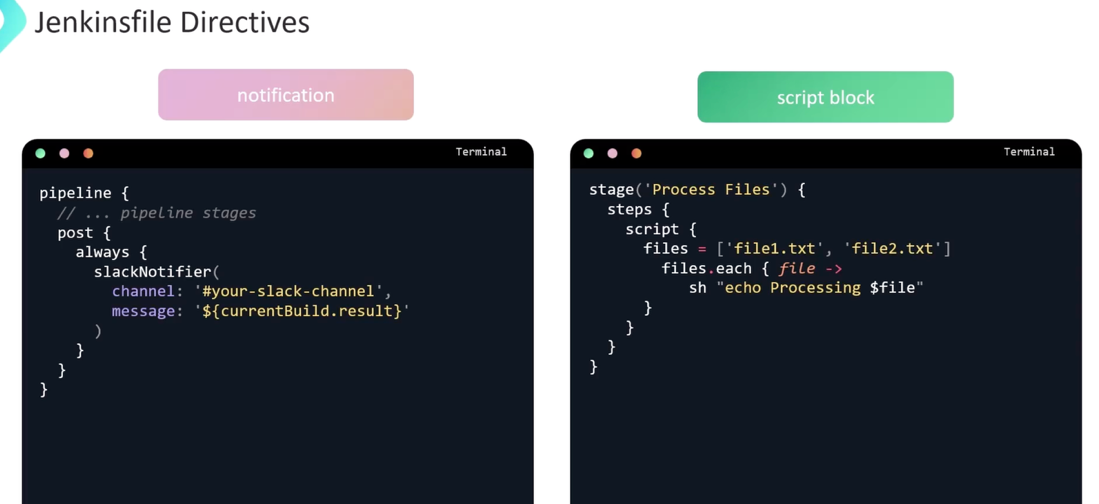 Jenkinsfile Directives
notification
Terminal
pipeline {
// ... pipeline stages
post {
always {
slackNotifier(
channel: '#your-slack-channel',
message: '${currentBuild.result}'
)
}
}
}
script block
Terminal
stage('Process Files') {
steps {
script {
files = ['file1.txt', 'file2.txt']
files.each { file ->
sh "echo Processing $file"
}
}
}
}